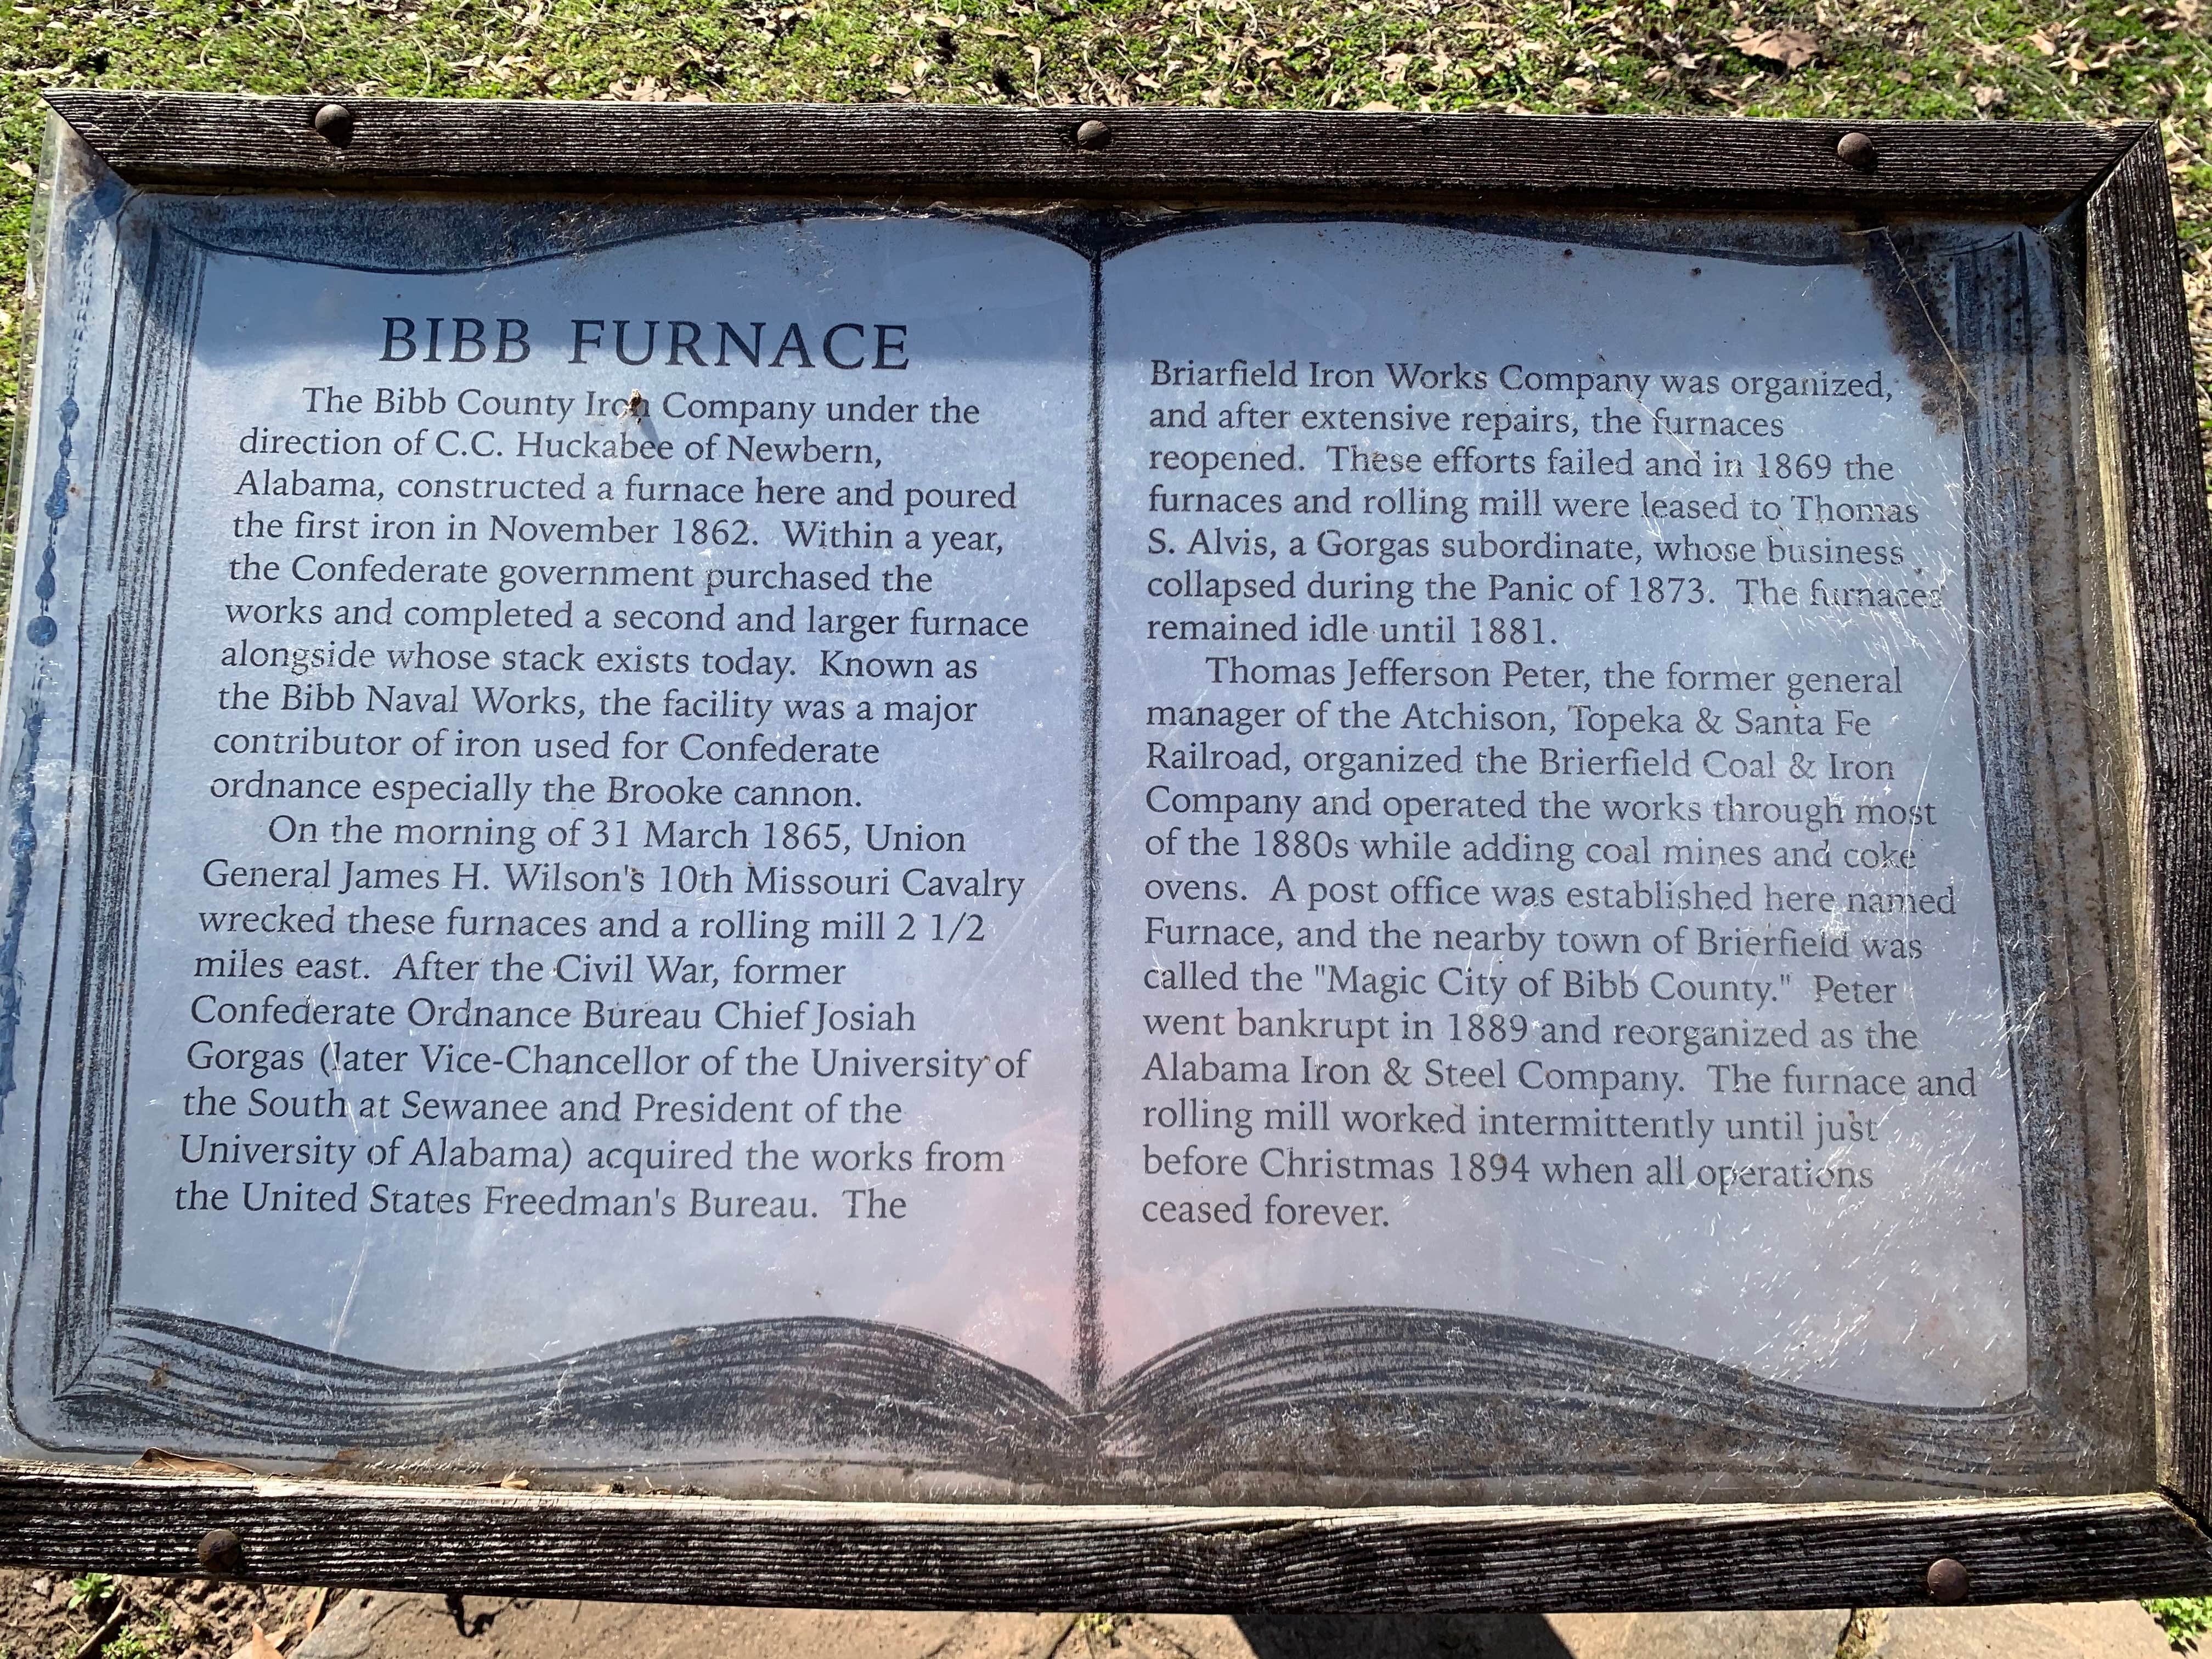 BIBB FURNACE
The Bibb County Iron Company under the
direction of C.C. Huckabee of Newbern,
Alabama, constructed a furnace here and poured
the first iron in November 1862. Within a year,
the Confederate government purchased the
works and completed a second and larger furnace
alongside whose stack exists today. Known as
the Bibb Naval Works, the facility was a major
contributor of iron used for Confederate
ordnance especially the Brooke cannon.
On the morning of 31 March 1865, Union
General James H. Wilson's 10th Missouri Cavalry
wrecked these furnaces and a rolling mill 2 1/2
miles east. After the Civil War, former
Confederate Ordnance Bureau Chief Josiah
Gorgas (later Vice-Chancellor of the University of
the South at Sewanee and President of the
University of Alabama) acquired the works from
the United States Freedman's Bureau. The
Briarfield Iron Works Company was organized,
and after extensive repairs, the furnaces
reopened. These efforts failed and in 1869 the
furnaces and rolling mill were leased to Thomas
S. Alvis, a Gorgas subordinate, whose business
collapsed during the Panic of 1873. The furnaces
remained idle until 1881.
Thomas Jefferson Peter, the former general
manager of the Atchison, Topeka & Santa Fe
Railroad, organized the Brierfield Coal & Iron
Company and operated the works through most
of the 1880s while adding coal mines and coke
ovens. A post office was established here named
Furnace, and the nearby town of Brierfield was
called the "Magic City of Bibb County." Peter
went bankrupt in 1889 and reorganized as the
Alabama Iron & Steel Company. The furnace and
rolling mill worked intermittently until just
before Christmas 1894 when all operations
ceased forever.